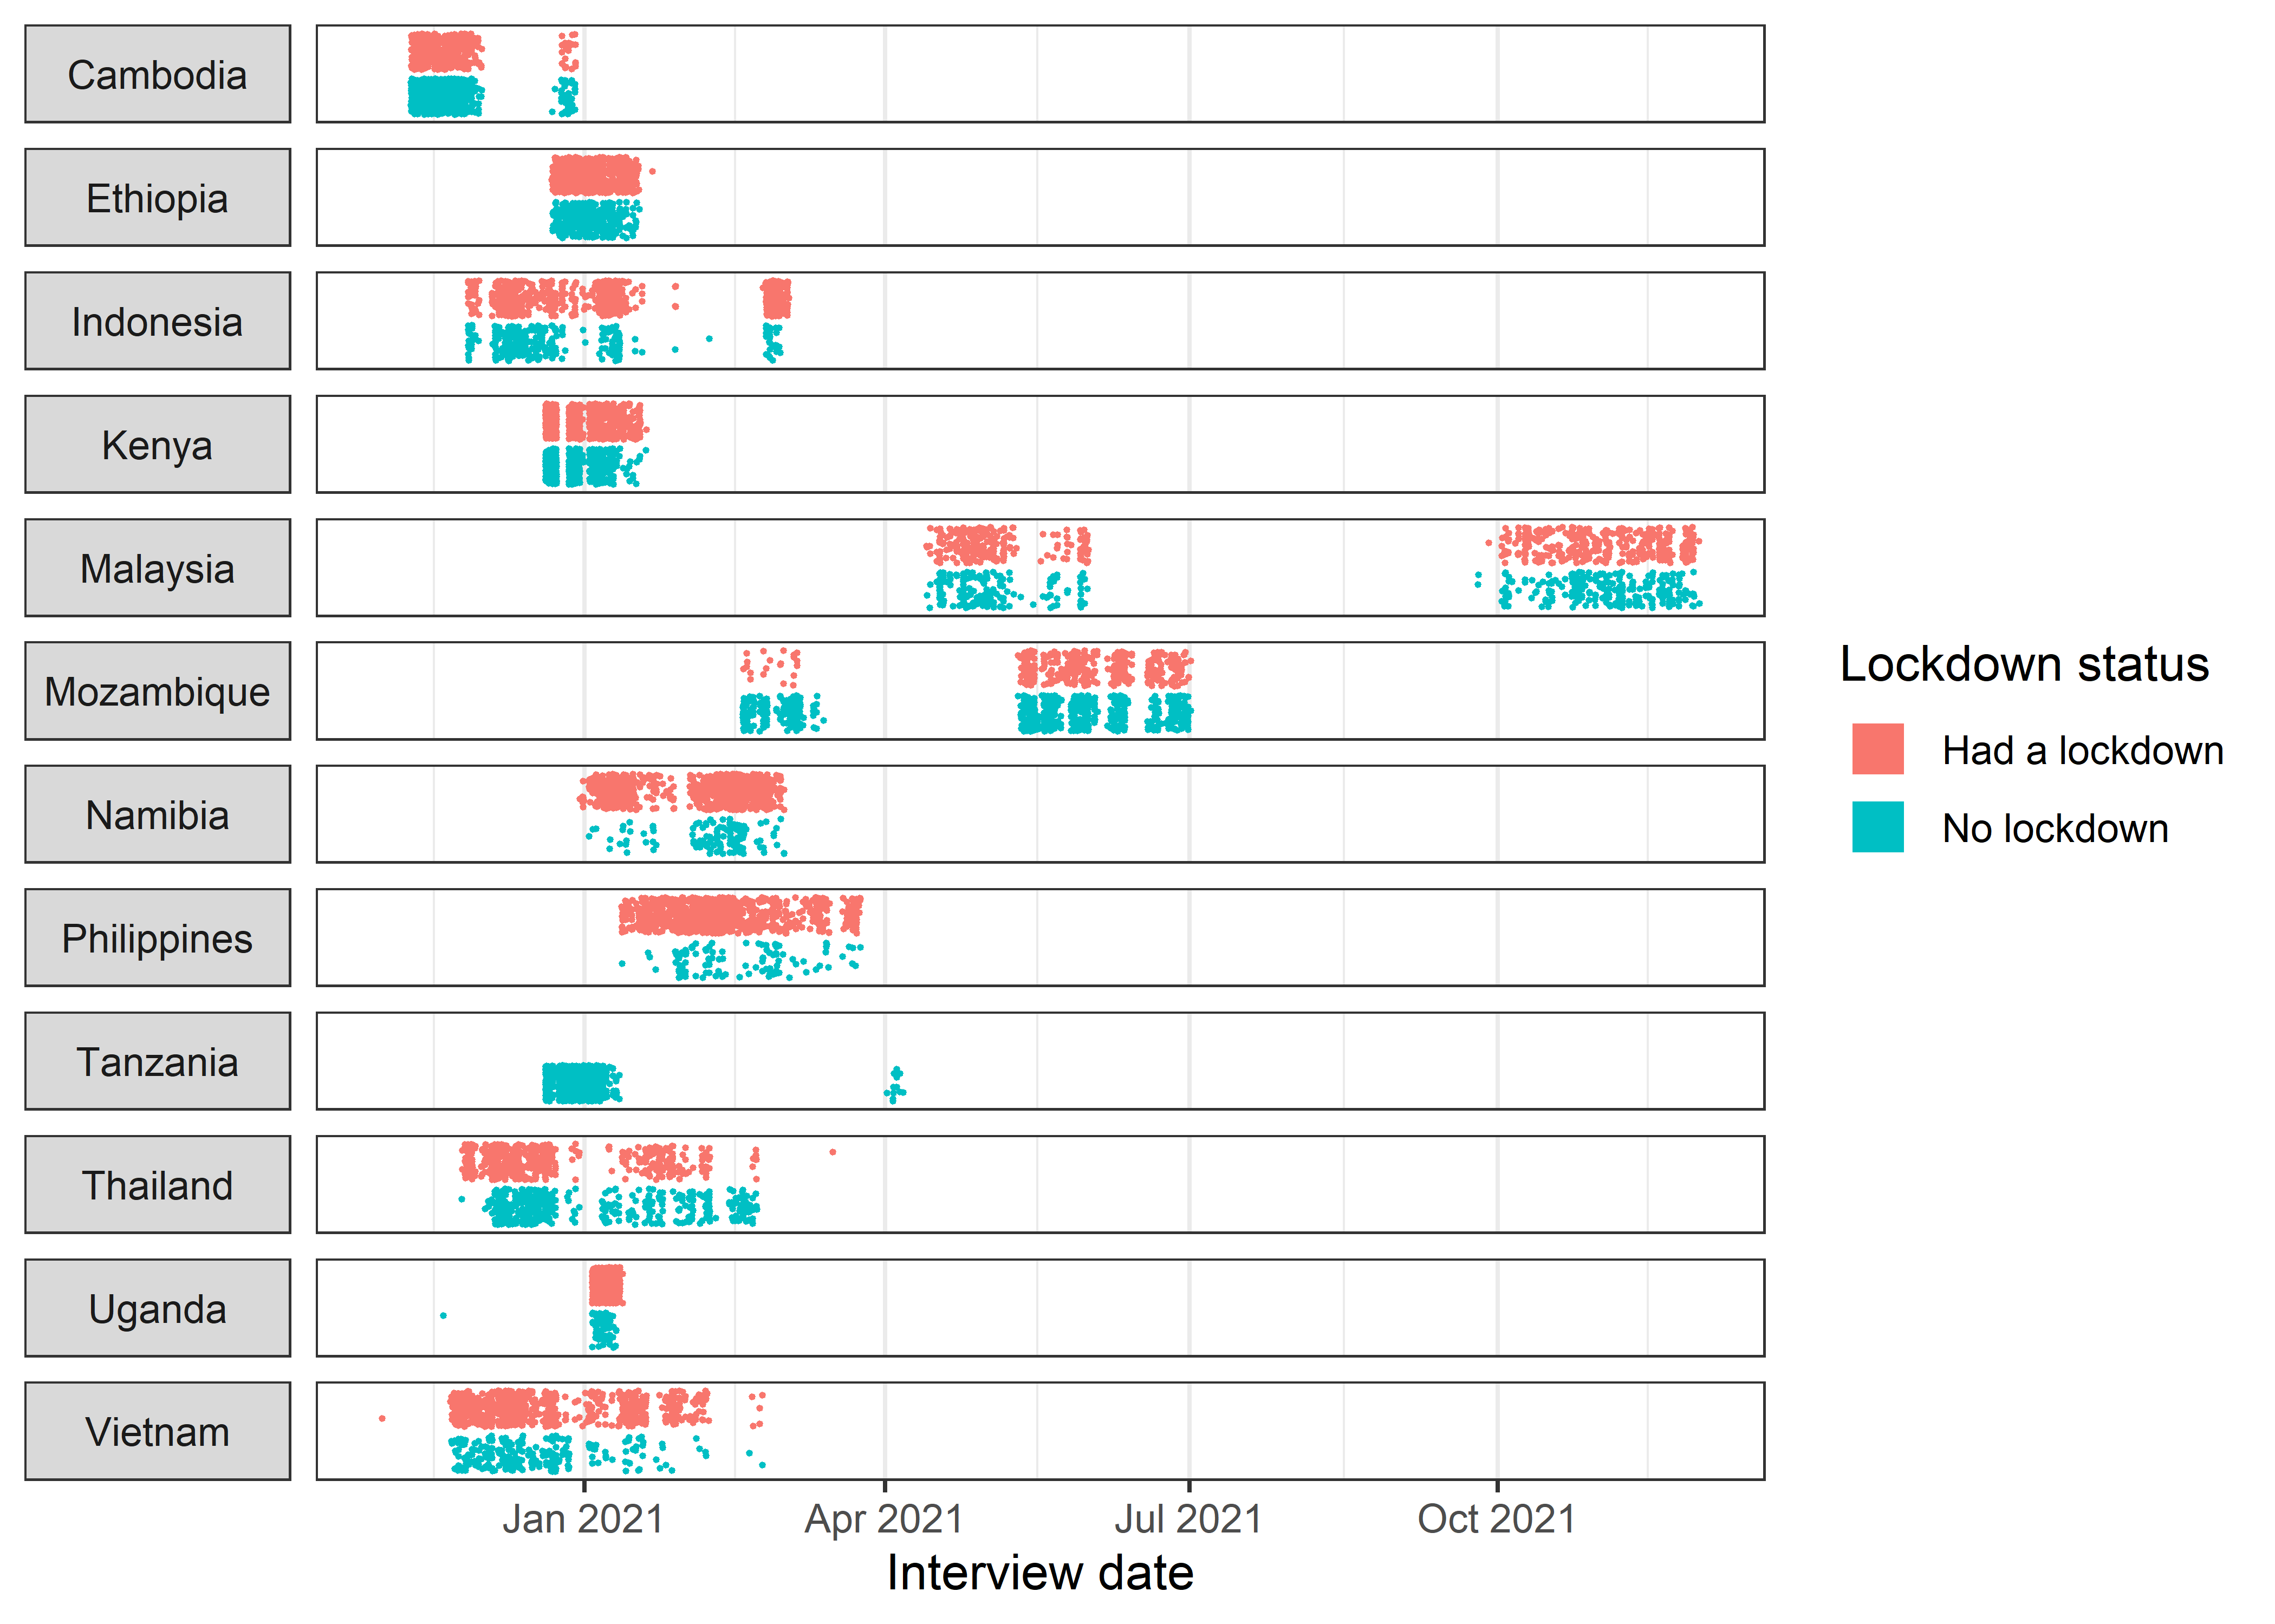 Cambodia
Ethiopia
Indonesia
Kenya
Malaysia
Mozambique
Namibia
Philippines
Tanzania
Thailand
Uganda
Vietnam
Jan 2021 Apr 2021 Jul 2021 Oct 2021
Interview date
Lockdown status
Had a lockdown
No lockdown